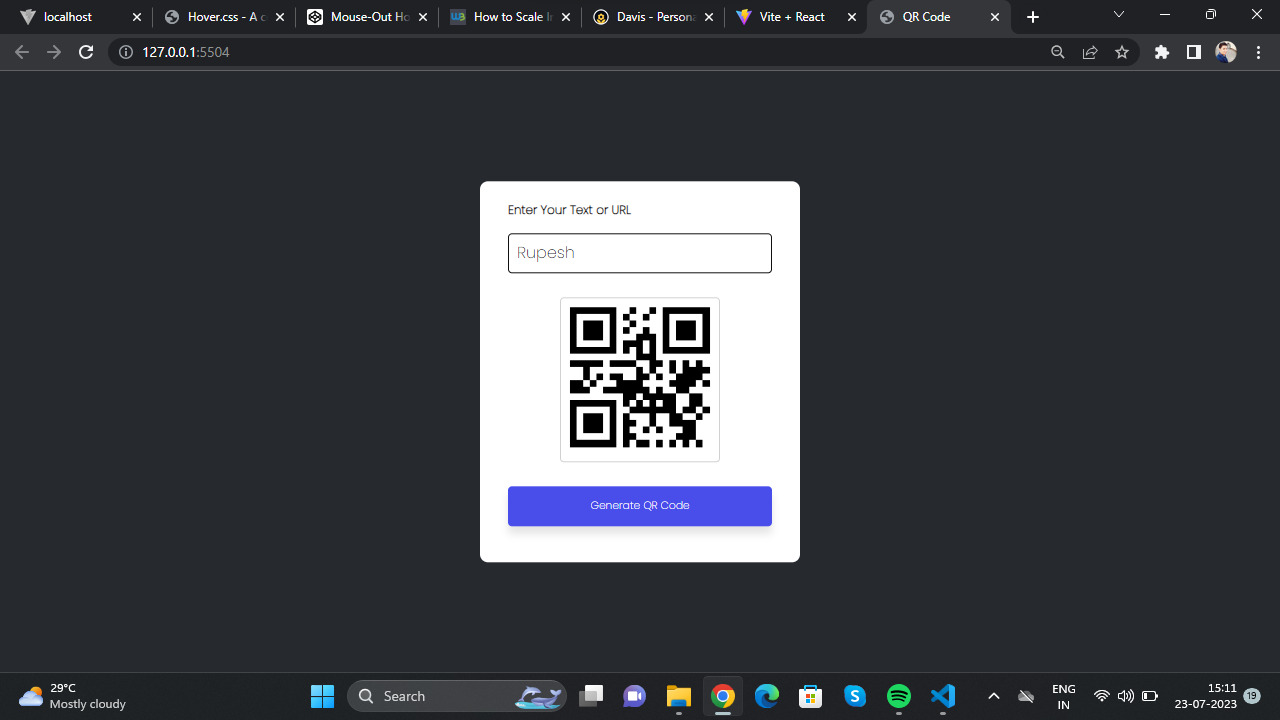 localhost
Hover.css - A c
Mouse-Out Ho
How to Scale I
Davis - Persona
Vite + React
QR Code
127.0.0.1:5504
Enter Your Text or URL
Rupesh
Generate QR Code
29°C
Mostly cloudy
Search
ENG
IN
15:11
23-07-2023
19